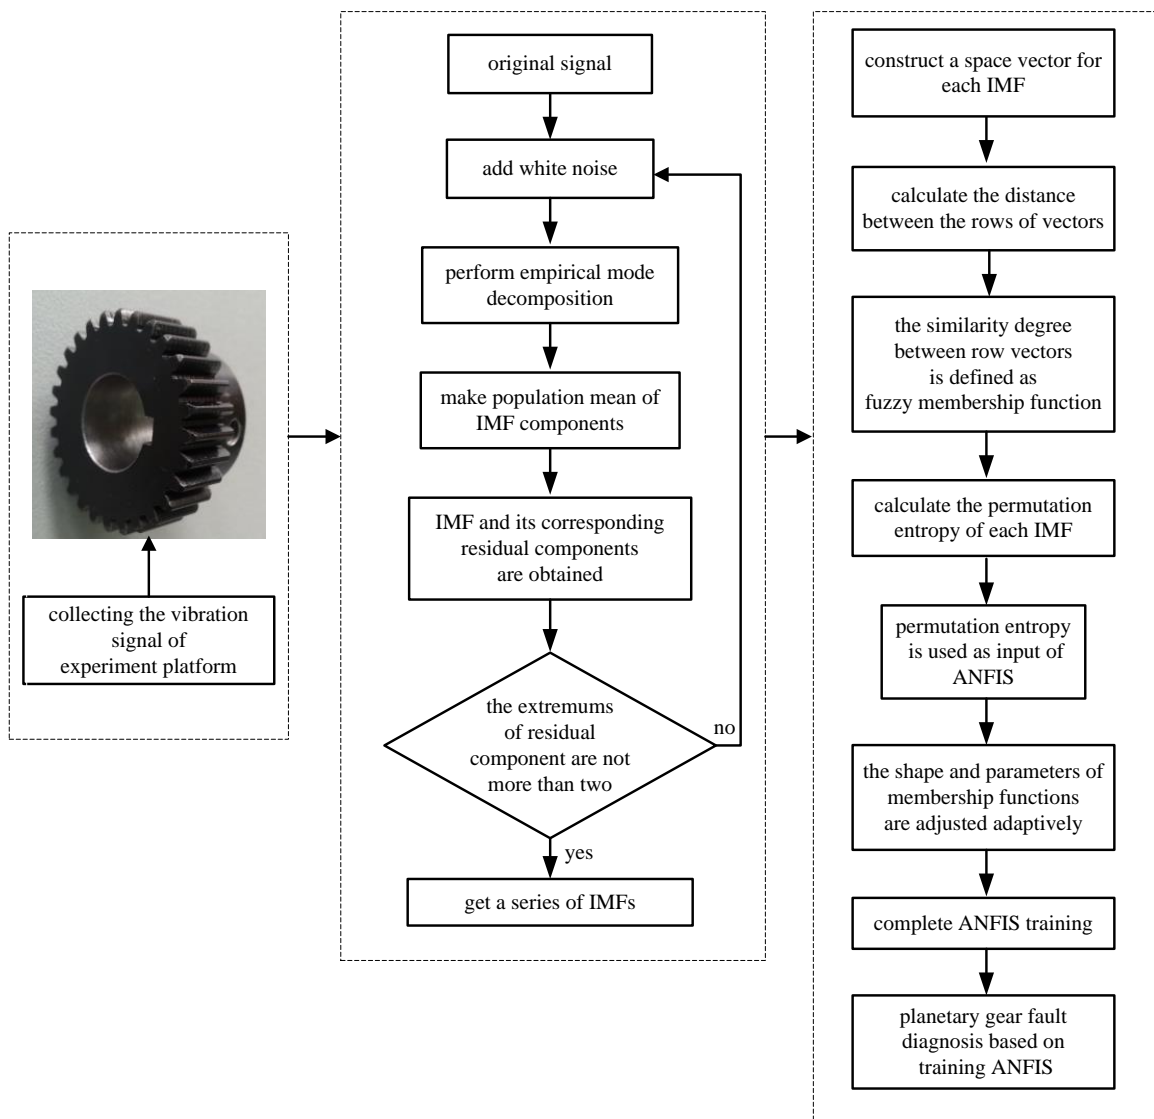 collecting the vibration
signal of
experiment platform
original signal
add white noise
perform empirical mode
decomposition
make population mean of
IMF components
IMF and its corresponding
residual components
are obtained
the extremums
of residual
component are not
more than two
no
yes
get a series of IMFs
construct a space vector for
each IMF
calculate the distance
between the rows of vectors
the similarity degree
between row vectors
is defined as
fuzzy membership function
calculate the permutation
entropy of each IMF
permutation entropy
is used as input of
ANFIS
the shape and parameters of
membership functions
are adjusted adaptively
complete ANFIS training
planetary gear fault
diagnosis based on
training ANFIS